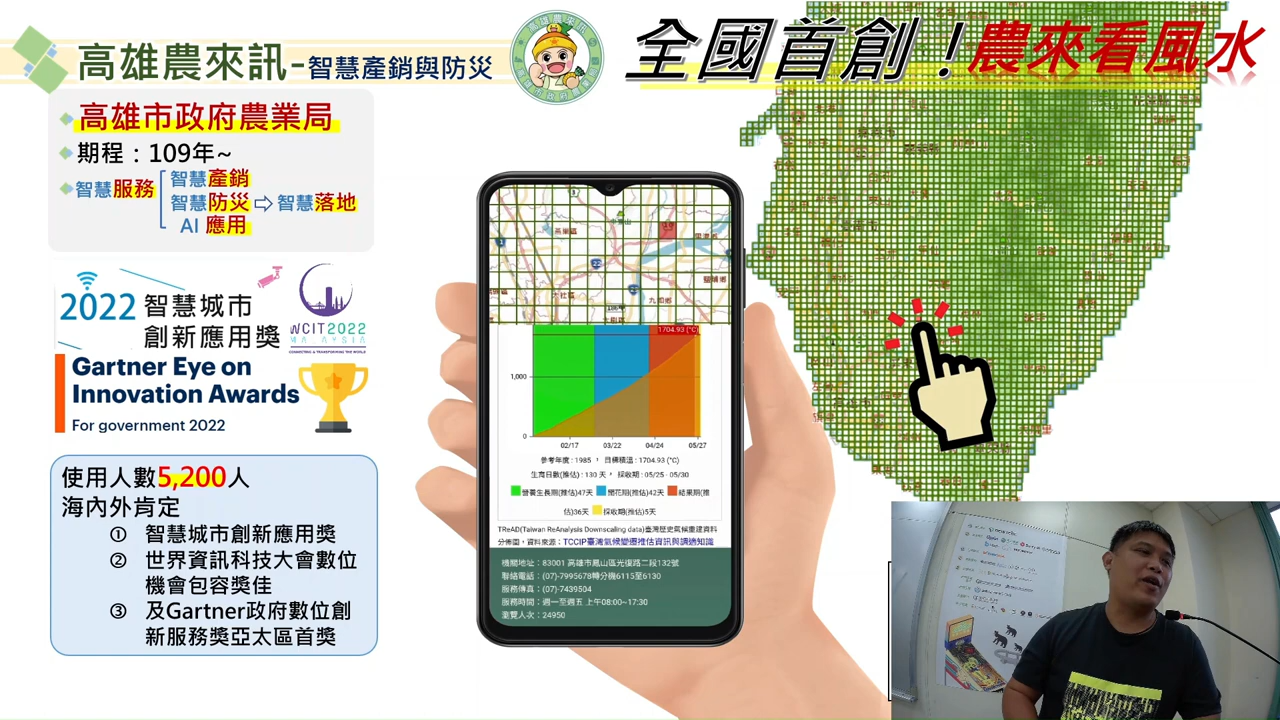 高雄農來訊-智慧產銷與防災
全國首創！農來看風水
高雄市政府農業局
期程：109年~
智慧服務
智慧產銷
智慧防災
AI 應用
智慧落地
2022 智慧城市
創新應用獎
WCIT2022
MALAYSIA
Gartner Eye on
Innovation Awards
For government 2022
使用人數5,200人
海內外肯定
① 智慧城市創新應用獎
② 世界資訊科技大會數位
機會包容獎佳
③ 及Gartner政府數位創
新服務獎亞太區首獎
燕巢區
大社區
九如鄉
1704.93 (°C)
1,000
0
02/17 03/22 04/24 05/27
參考年度：1985 ， 目標積溫：1704.93 (°C)
生育日數(推估)：130 天， 採收期：05/25 - 05/30
營養生長期(推估)47天 開花期(推估)42天 結果期(推
估)36天 採收期(推估)5天
TReAD(Taiwan ReAnalysis Downscaling data)臺灣歷史氣候重建資料
分佈圖，資料來源：TCCIP臺灣氣候變遷推估資訊與調適知識
機關地址：83001 高雄市鳳山區光復路二段132號
聯絡電話：(07)-7995678轉分機6115至6130
服務傳真：(07)-7439504
服務時間：週一至週五 上午08:00~17:30
瀏覽人次：24950